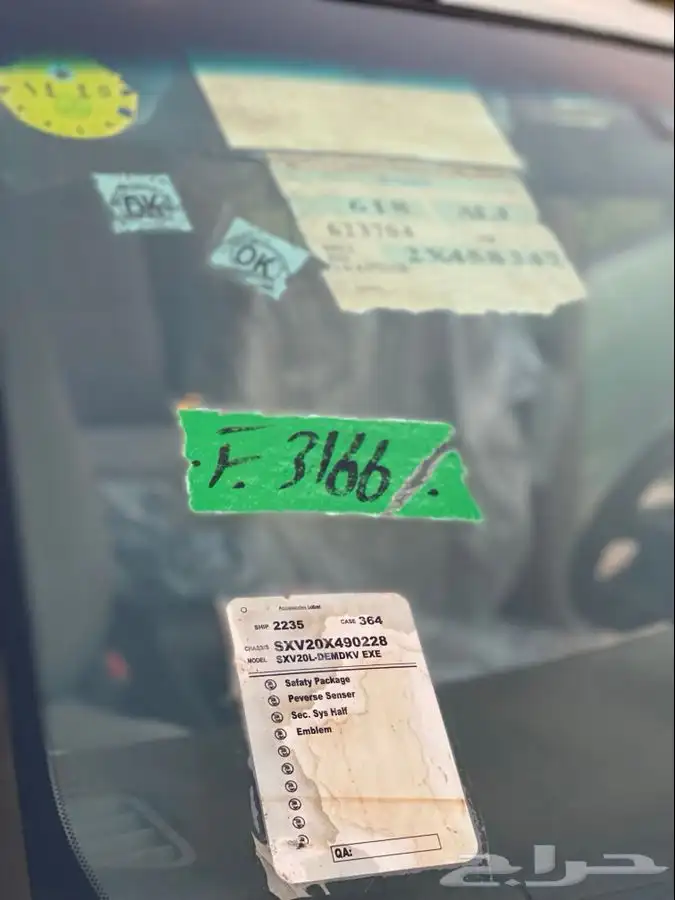 OK
OK
623764
F. 3166 .
Accessories Label
SHIP. 2235 CASE 364
CHASSIS SXV20X490228
MODEL SXV20L-DEMDKV EXE
Safaty Package
Peverse Senser
Sec. Sys Half
Emblem
QA:
حراج